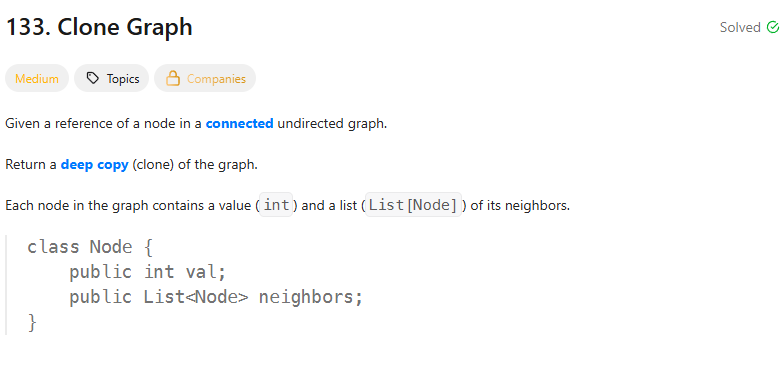 133. Clone Graph
Solved
Medium Topics Companies
Given a reference of a node in a connected undirected graph.
Return a deep copy (clone) of the graph.
Each node in the graph contains a value (int) and a list (List[Node]) of its neighbors.
class Node {
    public int val;
    public List<Node> neighbors;
}